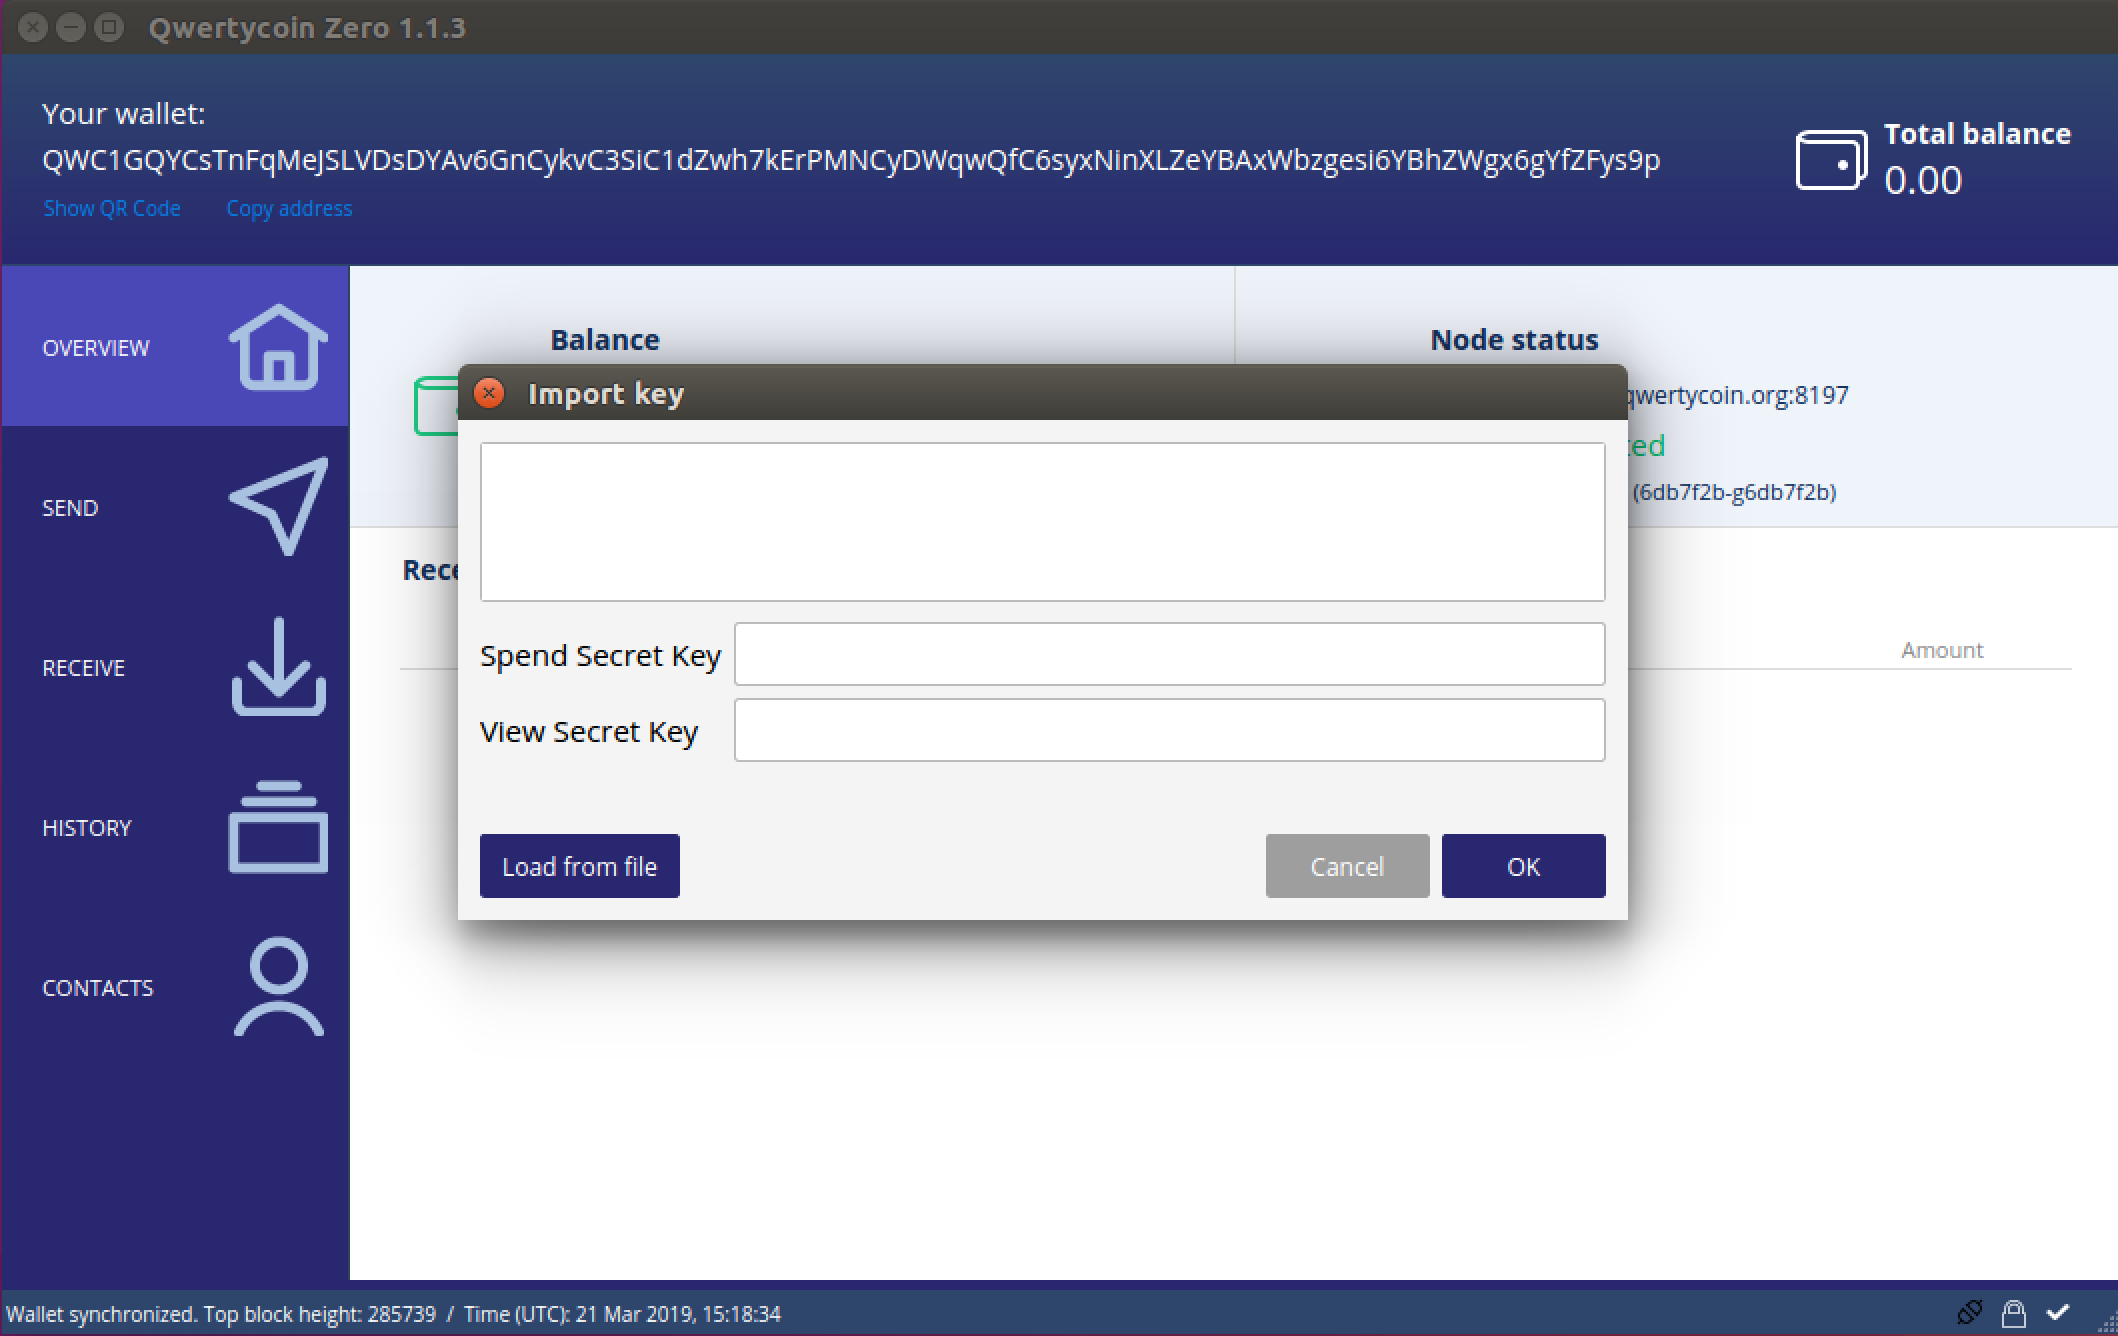 Qwertycoin Zero 1.1.3
Your wallet:
QWC1GQYCsTnFqMeJSLVDsDYAv6GnCykvC3SiC1dZwh7kErPMNCyDWqwQfC6syxNinXLZeYBAxWbzgesi6YBhZWgx6gYfZFys9p
Show QR Code Copy address
Total balance
0.00
OVERVIEW
SEND
RECEIVE
HISTORY
CONTACTS
Balance
Node status
qwertycoin.org:8197
(6db7f2b-g6db7f2b)
Amount
Import key
Spend Secret Key
View Secret Key
Load from file
Cancel
OK
Wallet synchronized. Top block height: 285739 / Time (UTC): 21 Mar 2019, 15:18:34